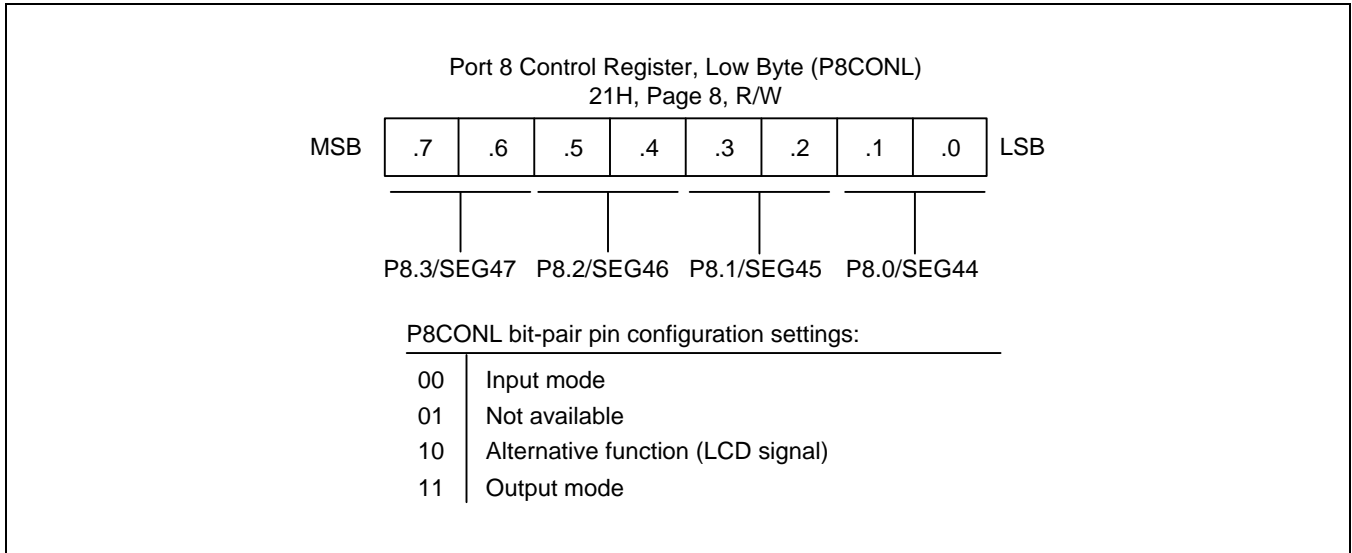 Port 8 Control Register, Low Byte (P8CONL)
21H, Page 8, R/W
MSB .7 .6 .5 .4 .3 .2 .1 .0 LSB
P8.3/SEG47 P8.2/SEG46 P8.1/SEG45 P8.0/SEG44
P8CONL bit-pair pin configuration settings:
00 Input mode
01 Not available
10 Alternative function (LCD signal)
11 Output mode